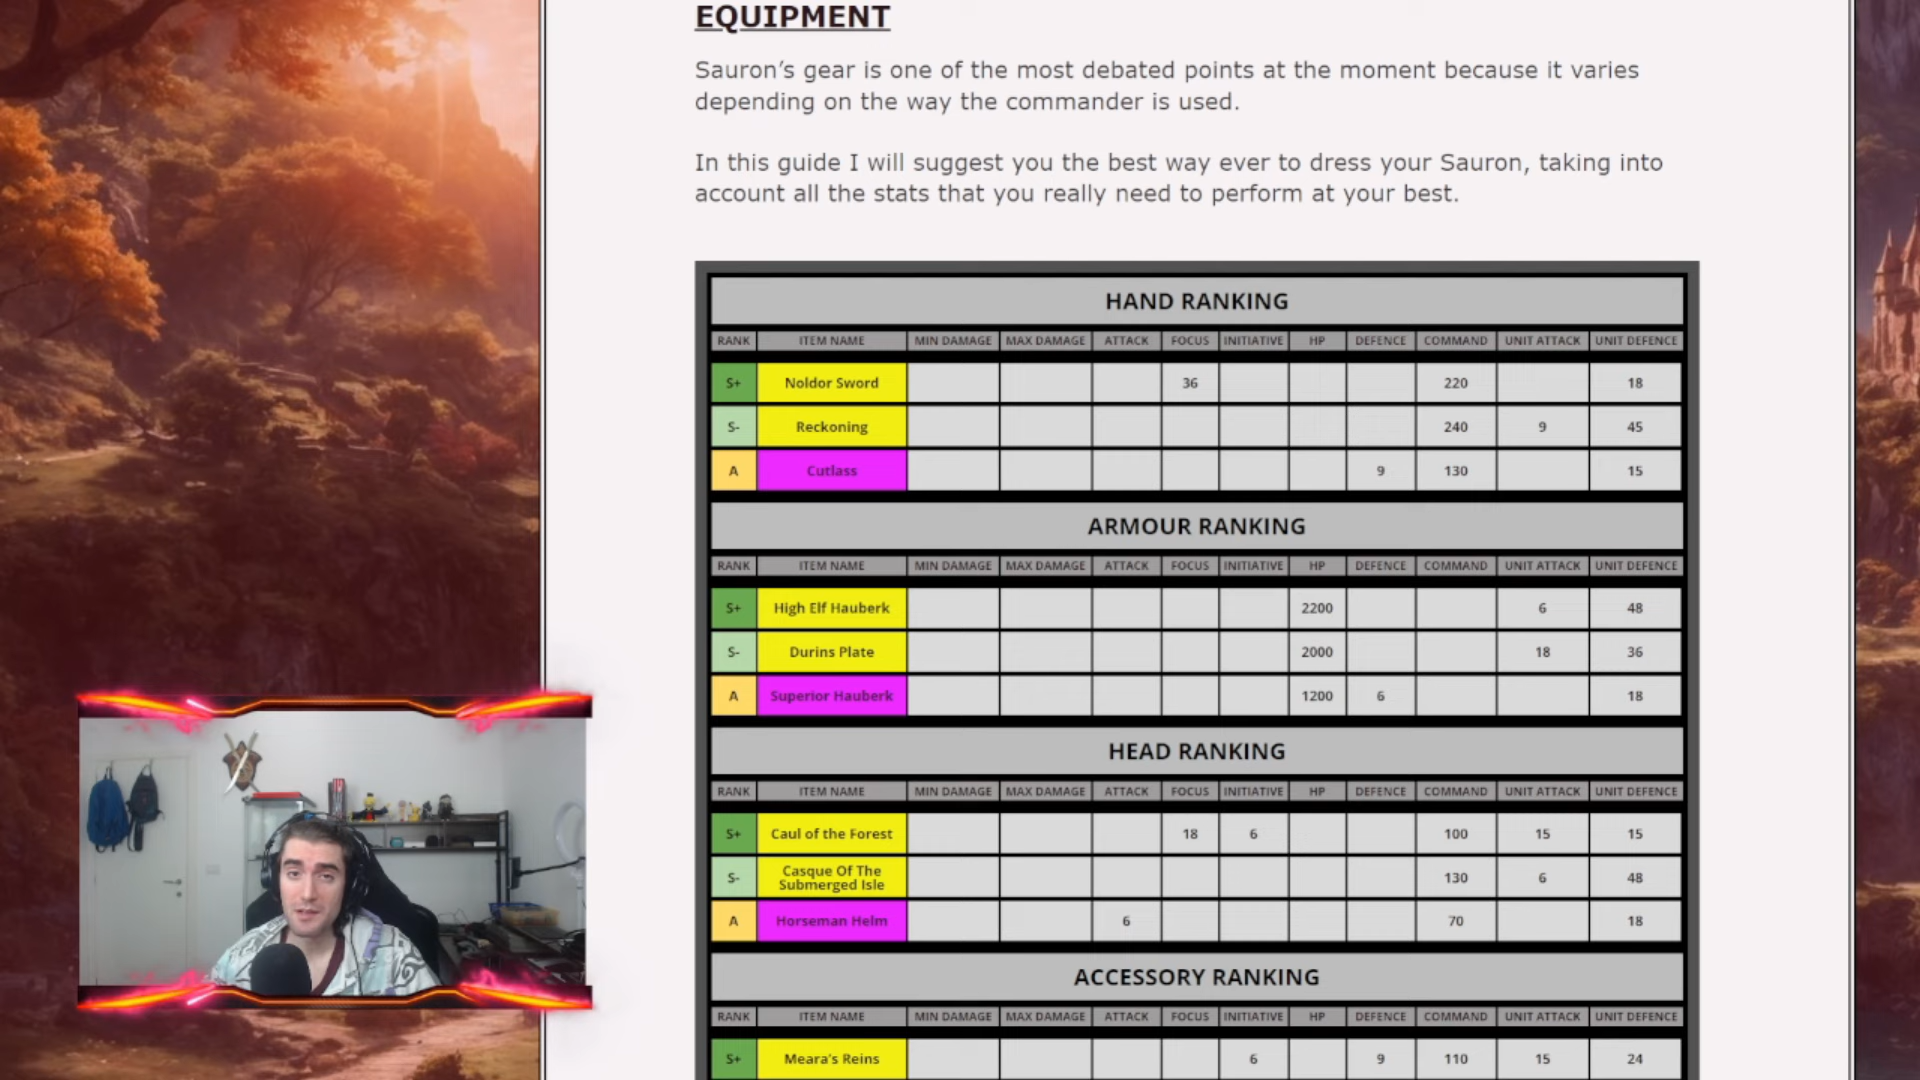 EQUIPMENT
Sauron’s gear is one of the most debated points at the moment because it varies
depending on the way the commander is used.
In this guide I will suggest you the best way ever to dress your Sauron, taking into
account all the stats that you really need to perform at your best.
HAND RANKING
RANK ITEM NAME MIN DAMAGE MAX DAMAGE ATTACK FOCUS INITIATIVE HP DEFENCE COMMAND UNIT ATTACK UNIT DEFENCE
S+ Noldor Sword 36 220 18
S- Reckoning 240 9 45
A Cutlass 9 130 15
ARMOUR RANKING
RANK ITEM NAME MIN DAMAGE MAX DAMAGE ATTACK FOCUS INITIATIVE HP DEFENCE COMMAND UNIT ATTACK UNIT DEFENCE
S+ High Elf Hauberk 2200 6 48
S- Durins Plate 2000 18 36
A Superior Hauberk 1200 6 18
HEAD RANKING
RANK ITEM NAME MIN DAMAGE MAX DAMAGE ATTACK FOCUS INITIATIVE HP DEFENCE COMMAND UNIT ATTACK UNIT DEFENCE
S+ Caul of the Forest 18 6 100 15 15
S- Casque Of The
Submerged Isle 130 6 48
A Horseman Helm 6 70 18
ACCESSORY RANKING
RANK ITEM NAME MIN DAMAGE MAX DAMAGE ATTACK FOCUS INITIATIVE HP DEFENCE COMMAND UNIT ATTACK UNIT DEFENCE
S+ Meara's Reins 6 9 110 15 24